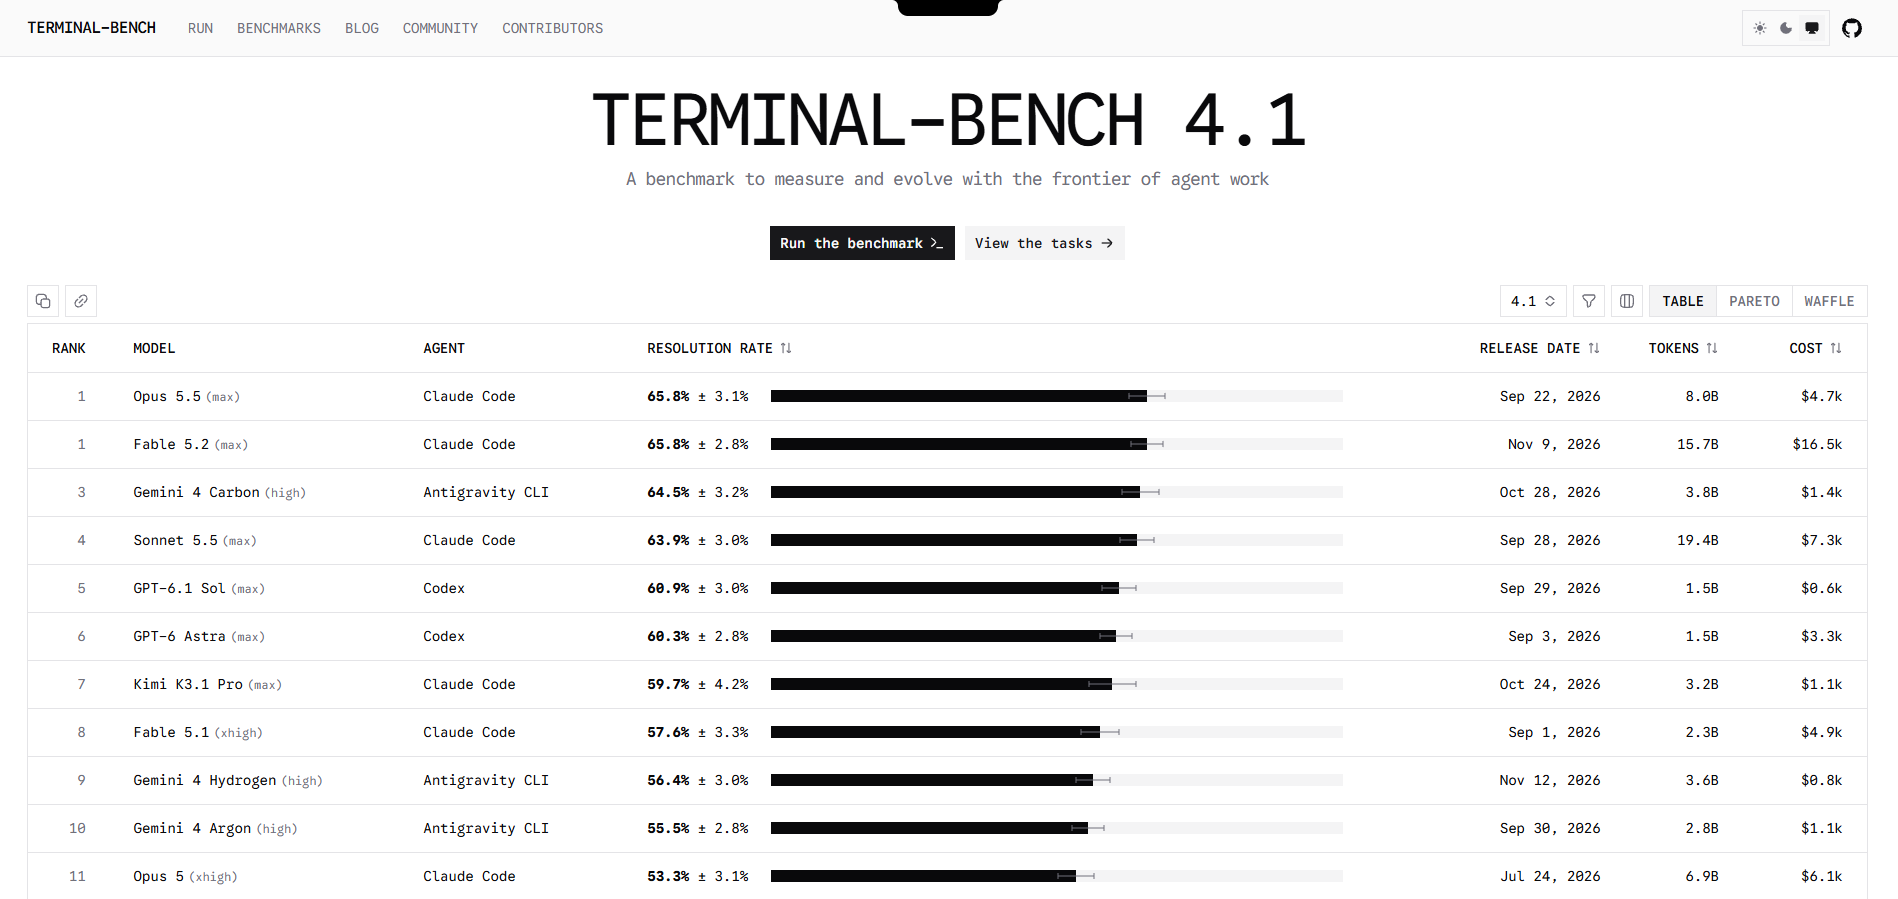 TERMINAL-BENCH RUN BENCHMARKS BLOG COMMUNITY CONTRIBUTORS
TERMINAL-BENCH 4.1
A benchmark to measure and evolve with the frontier of agent work
Run the benchmark >_ View the tasks →
4.1 TABLE PARETO WAFFLE
RANK MODEL AGENT RESOLUTION RATE ↑↓ RELEASE DATE ↑↓ TOKENS ↑↓ COST ↑↓
1 Opus 5.5 (max) Claude Code 65.8% ± 3.1% Sep 22, 2026 8.0B $4.7k
1 Fable 5.2 (max) Claude Code 65.8% ± 2.8% Nov 9, 2026 15.7B $16.5k
3 Gemini 4 Carbon (high) Antigravity CLI 64.5% ± 3.2% Oct 28, 2026 3.8B $1.4k
4 Sonnet 5.5 (max) Claude Code 63.9% ± 3.0% Sep 28, 2026 19.4B $7.3k
5 GPT-6.1 Sol (max) Codex 60.9% ± 3.0% Sep 29, 2026 1.5B $0.6k
6 GPT-6 Astra (max) Codex 60.3% ± 2.8% Sep 3, 2026 1.5B $3.3k
7 Kimi K3.1 Pro (max) Claude Code 59.7% ± 4.2% Oct 24, 2026 3.2B $1.1k
8 Fable 5.1 (xhigh) Claude Code 57.6% ± 3.3% Sep 1, 2026 2.3B $4.9k
9 Gemini 4 Hydrogen (high) Antigravity CLI 56.4% ± 3.0% Nov 12, 2026 3.6B $0.8k
10 Gemini 4 Argon (high) Antigravity CLI 55.5% ± 2.8% Sep 30, 2026 2.8B $1.1k
11 Opus 5 (xhigh) Claude Code 53.3% ± 3.1% Jul 24, 2026 6.9B $6.1k